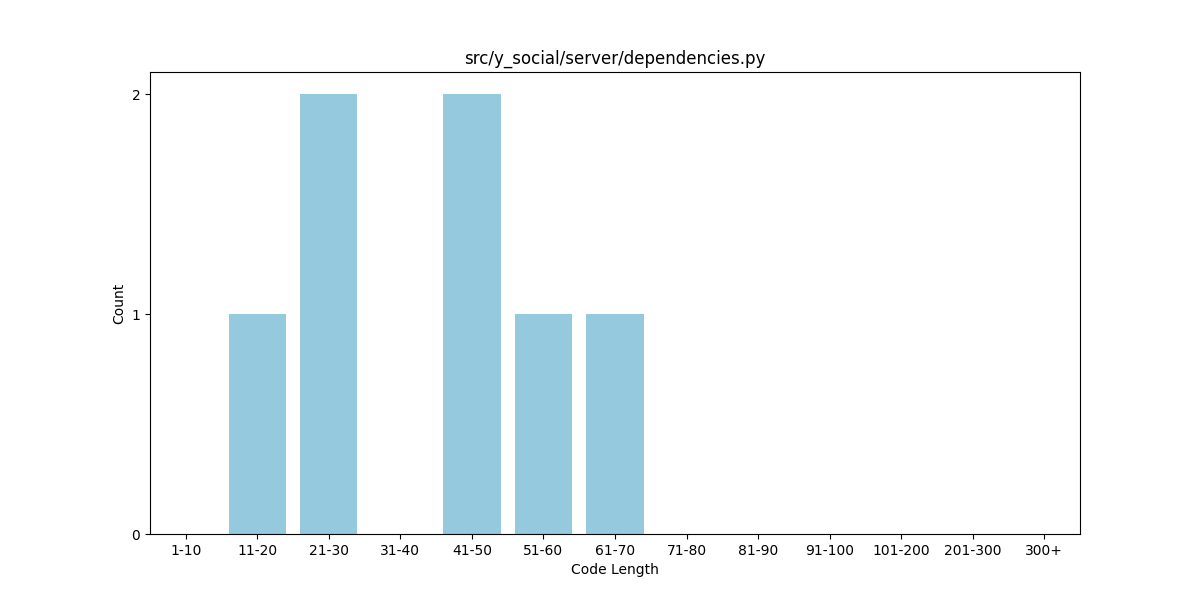 src/y_social/server/dependencies.py
2
1
0
Count
1-10 11-20 21-30 31-40 41-50 51-60 61-70 71-80 81-90 91-100 101-200 201-300 300+
Code Length